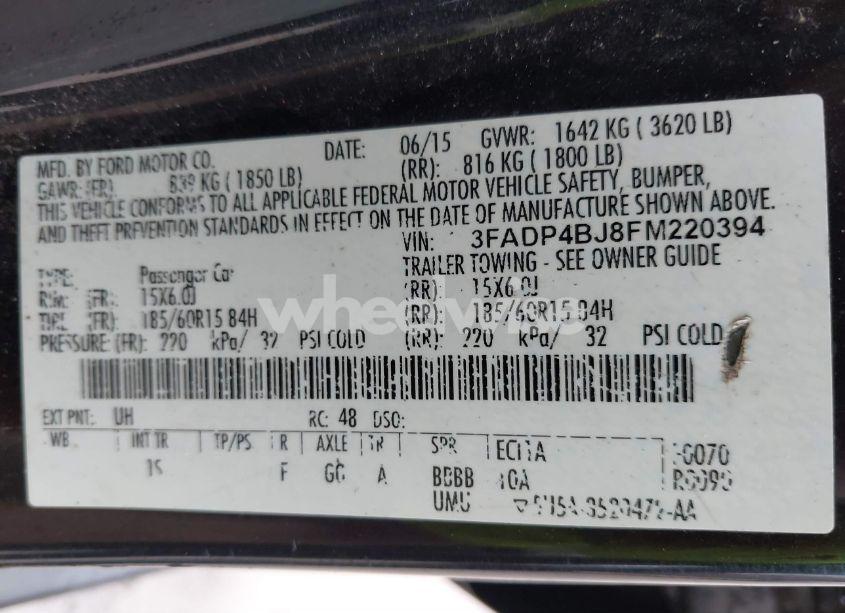 MFD. BY FORD MOTOR CO. DATE: 06/15 GVWR: 1642 KG ( 3620 LB)
GAWR: (FR) 839 KG ( 1850 LB) (RR): 816 KG ( 1800 LB)
THIS VEHICLE CONFORMS TO ALL APPLICABLE FEDERAL MOTOR VEHICLE SAFETY, BUMPER,
AND THEFT PREVENTION STANDARDS IN EFFECT ON THE DATE OF MANUFACTURE SHOWN ABOVE.
VIN: 3FADP4BJ8FM220394
TYPE: Passenger Car TRAILER TOWING - SEE OWNER GUIDE
RIM: (FR): 15X6.0J (RR): 15X6.0J
TIRE (FR): 185/60R15 84H (RR): 185/60R15 84H
PRESSURE: (FR): 220 kPa/ 32 PSI COLD (RR): 220 kPa/ 32 PSI COLD
EXT PNT: UH RC: 48 DSO:
WB INT TR TP/PS R AXLE TR SPR
F A
UMU